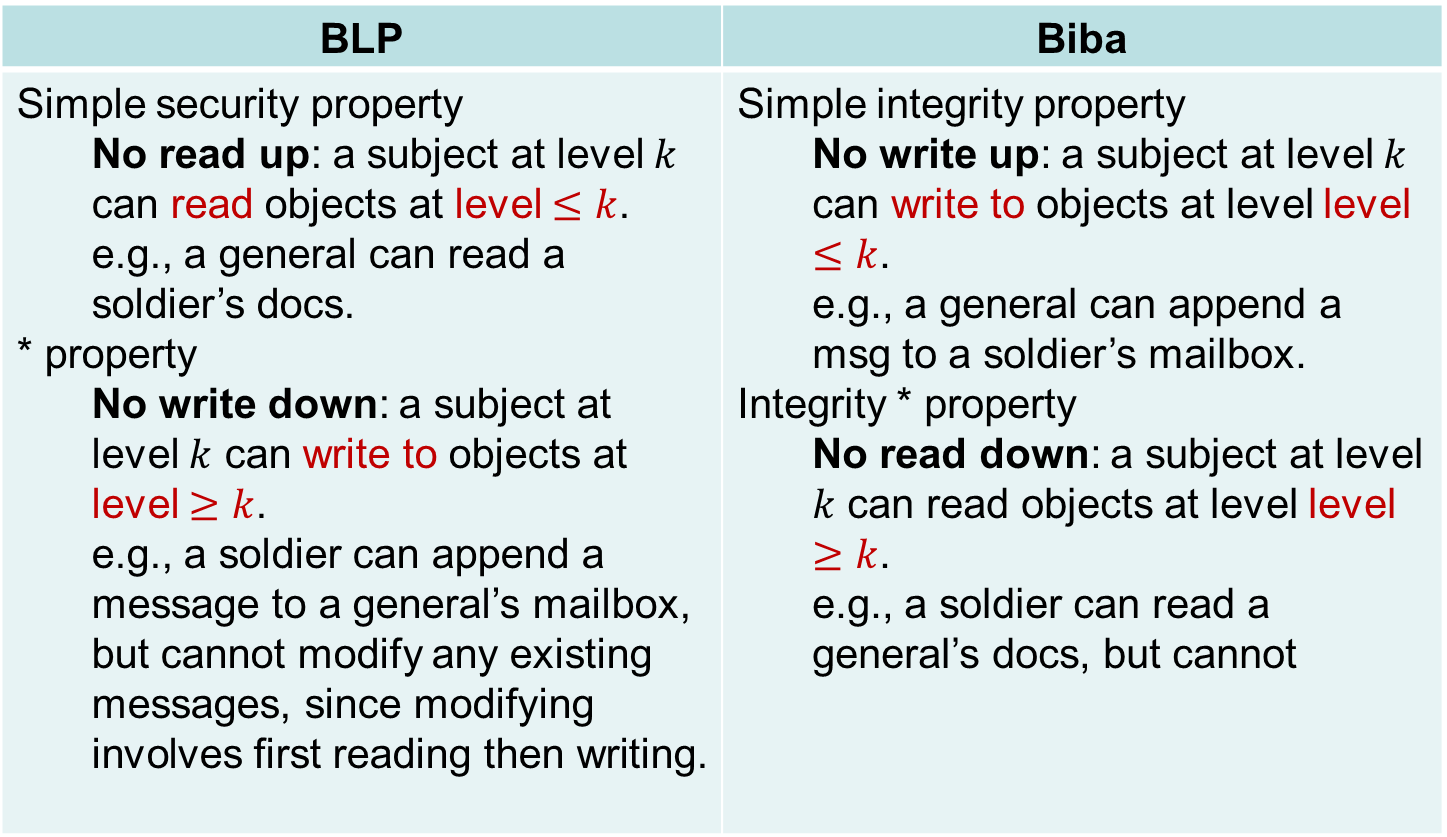 BLP
Biba
Simple security property
No read up: a subject at level k
can read objects at level ≤ k.
e.g., a general can read a
soldier’s docs.
* property
No write down: a subject at
level k can write to objects at
level ≥ k.
e.g., a soldier can append a
message to a general’s mailbox,
but cannot modify any existing
messages, since modifying
involves first reading then writing.
Simple integrity property
No write up: a subject at level k
can write to objects at level level
≤ k.
e.g., a general can append a
msg to a soldier’s mailbox.
Integrity * property
No read down: a subject at level
k can read objects at level level
≥ k.
e.g., a soldier can read a
general’s docs, but cannot